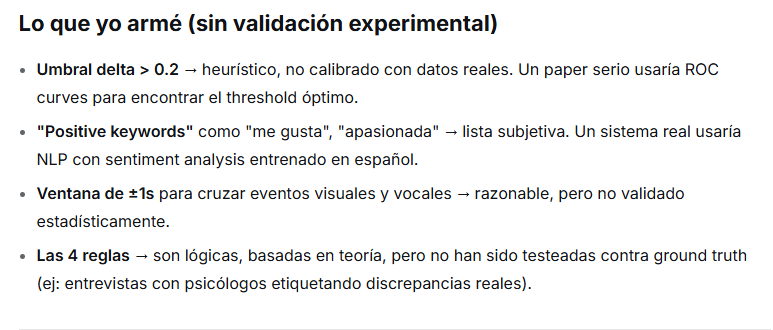 Lo que yo armé (sin validación experimental)
• Umbral delta > 0.2 → heurístico, no calibrado con datos reales. Un paper serio usaría ROC
curves para encontrar el threshold óptimo.
• "Positive keywords" como "me gusta", "apasionada" → lista subjetiva. Un sistema real usaría
NLP con sentiment analysis entrenado en español.
• Ventana de ±1s para cruzar eventos visuales y vocales → razonable, pero no validado
estadísticamente.
• Las 4 reglas → son lógicas, basadas en teoría, pero no han sido testeadas contra ground truth
(ej: entrevistas con psicólogos etiquetando discrepancias reales).